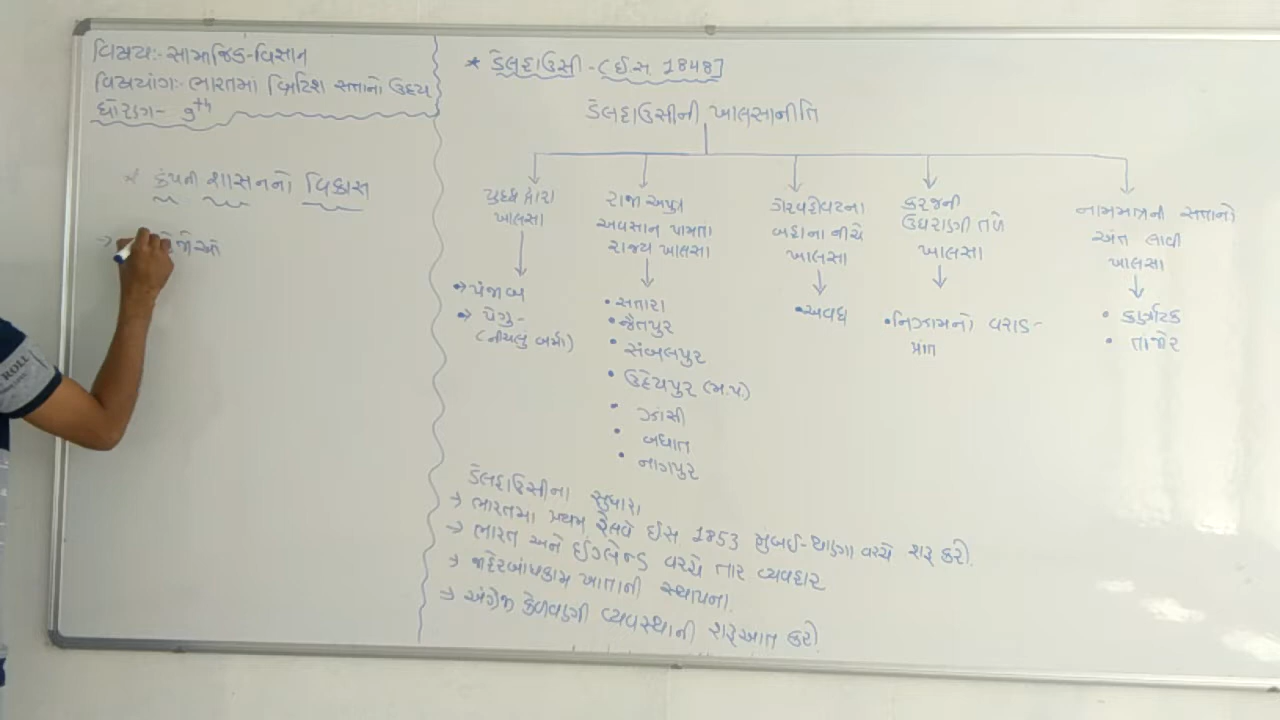 વિષય:- સામાજિક-વિજ્ઞાન
વિષયાંગ:- ભારતમાં બ્રિટિશ સત્તાનો ઉદય
ધોરણ- 9th
* કંપની શાસનનો વિકાસ
* ડેલહાઉસી - (ઈ.સ. 1848]
ડેલહાઉસીની ખાલસાનીતિ
યુદ્ધ દ્વારા
ખાલસા
→ પંજાબ
→ પેગુ-
(નીચલું બર્મા)
રાજા અપુત્ર
અવસાન પામતા
રાજ્ય ખાલસા
• સતારા
• જૈતપુર
• સંબલપુર
• ઉદેયપુર (મ.પ્રે)
• ઝાંસી
• બઘાત
• નાગપુર
ગેરવહીવટના
બહાના નીચે
ખાલસા
• અવધ
કરજની
ઉઘરાણી તળે
ખાલસા
• નિઝામનો વરાડ-
પ્રાંત
નામમાત્રની સત્તાનો
અંત લાવી
ખાલસા
• કર્ણાટક
• તાંજોર
ડેલહાઉસીના સુધારા
→ ભારતમાં પ્રથમ રેલવે ઈસ 1853 મુંબઈ-થાણા વચ્ચે શરૂ કરી.
→ ભારત અને ઈંગ્લેન્ડ વચ્ચે તાર વ્યવહાર
→ જાહેરબાંધકામ ખાતાની સ્થાપના.
→ અંગ્રેજી કેળવણી વ્યવસ્થાની શરૂઆત કરી.
ROLL